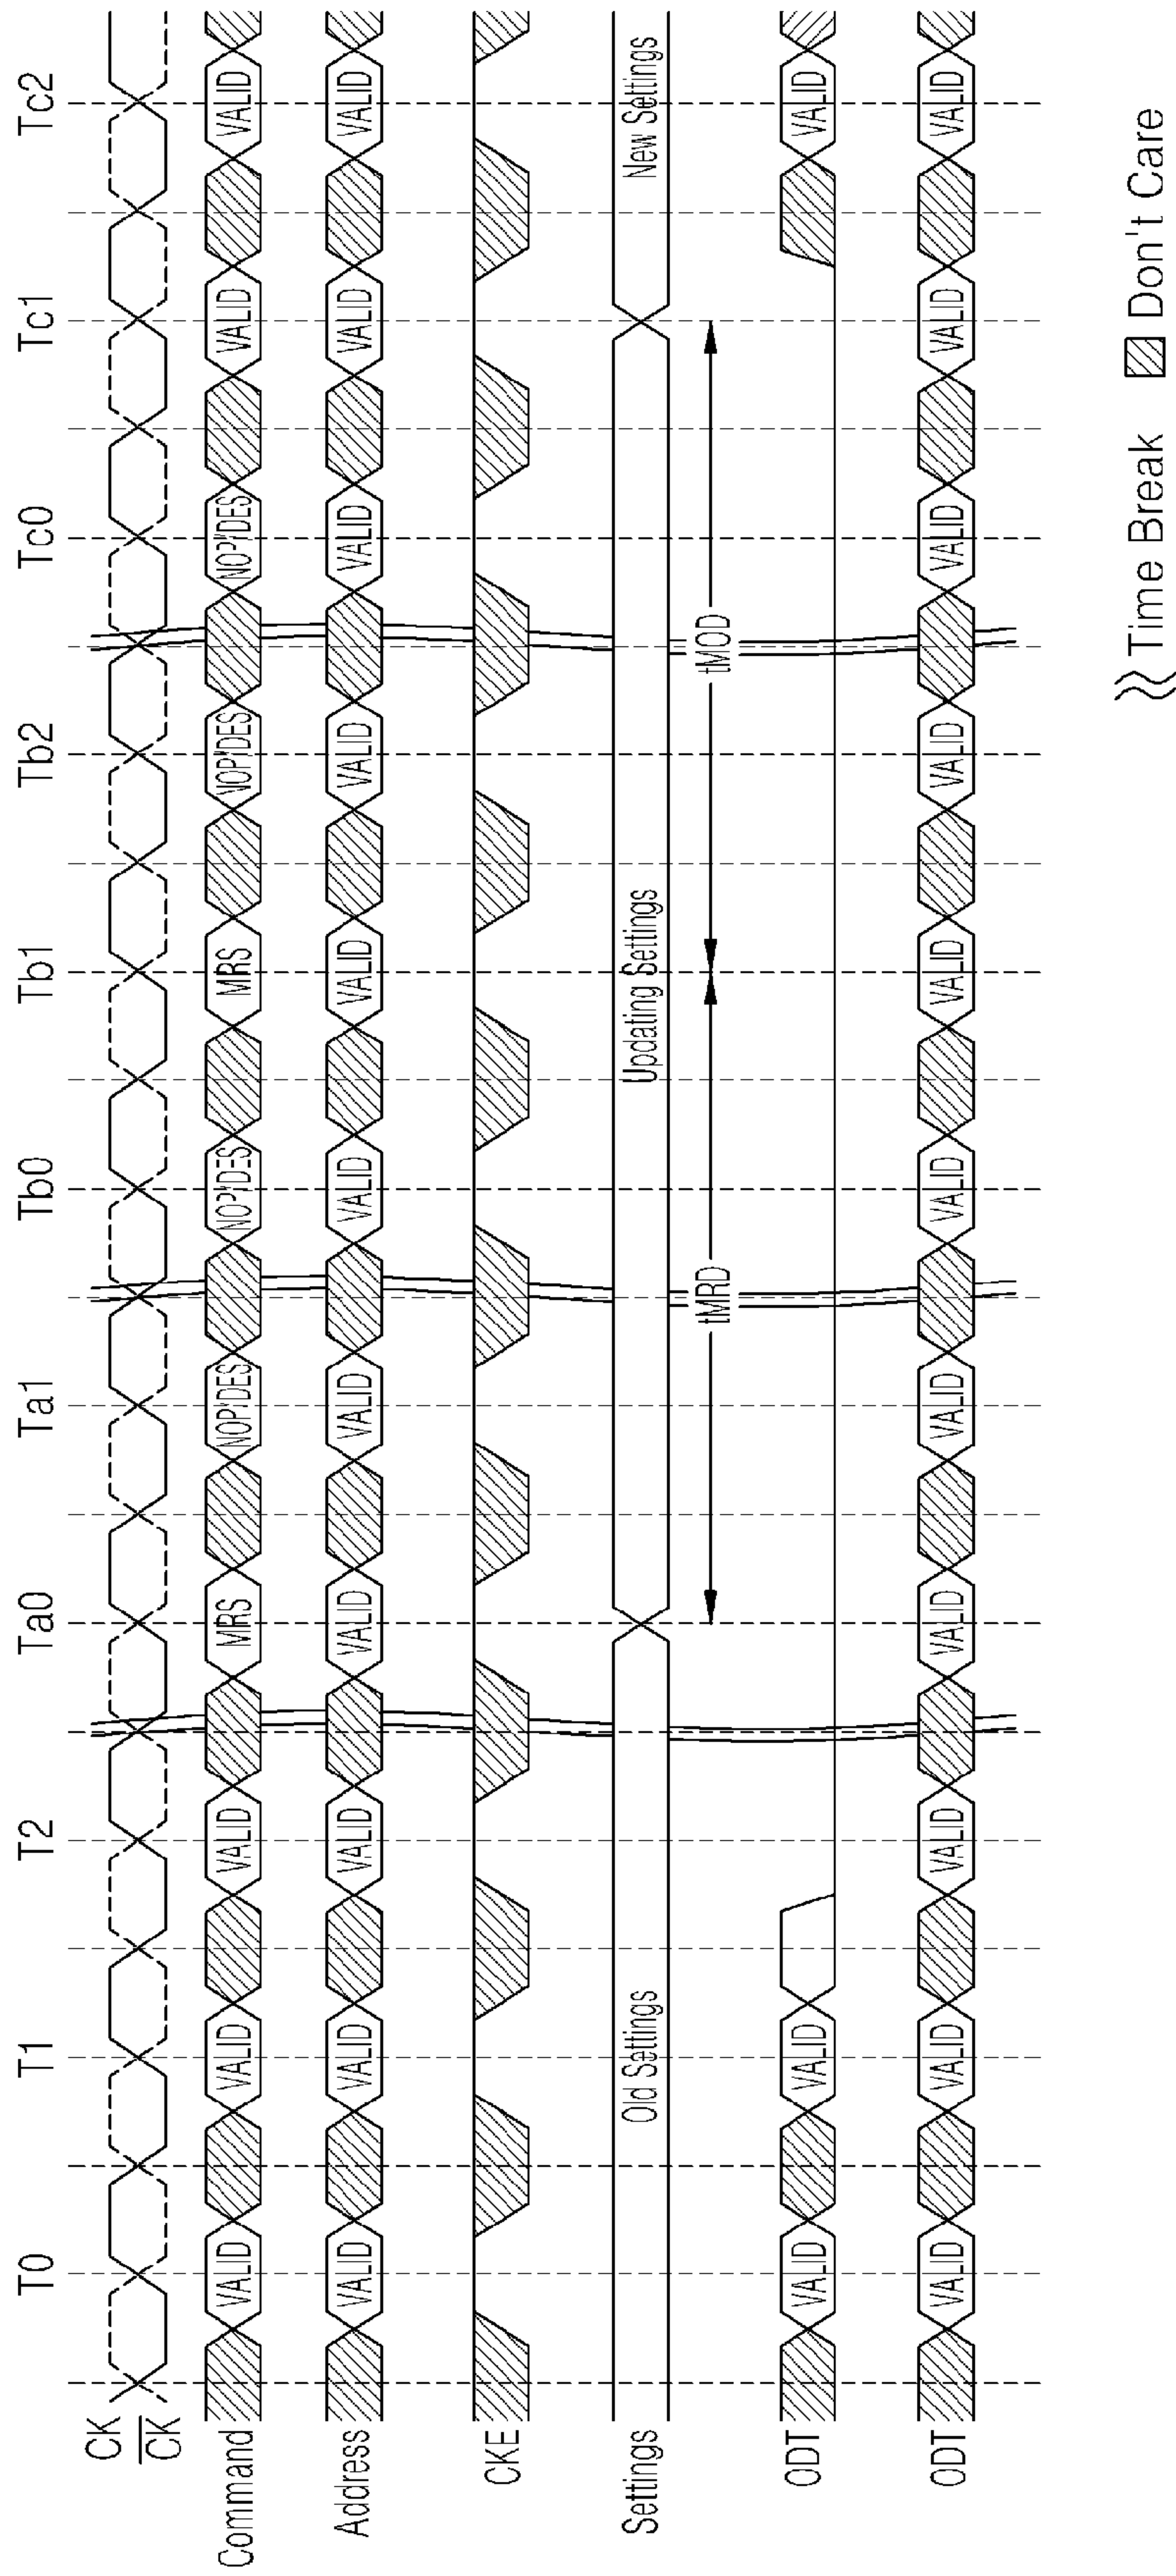 T0 T1 T2 Ta0 Ta1 Tb0 Tb1 Tb2 Tc0 Tc1 Tc2
CK
CK
Command VALID VALID VALID MRS NOP/DES NOP/DES MRS NOP/DES NOP/DES VALID VALID
Address VALID VALID VALID VALID VALID VALID VALID VALID VALID VALID VALID
CKE
Settings Old Settings Updating Settings New Settings
tMRD tMOD
ODT VALID VALID VALID
ODT VALID VALID VALID VALID VALID VALID VALID VALID VALID VALID VALID
Time Break Don't Care